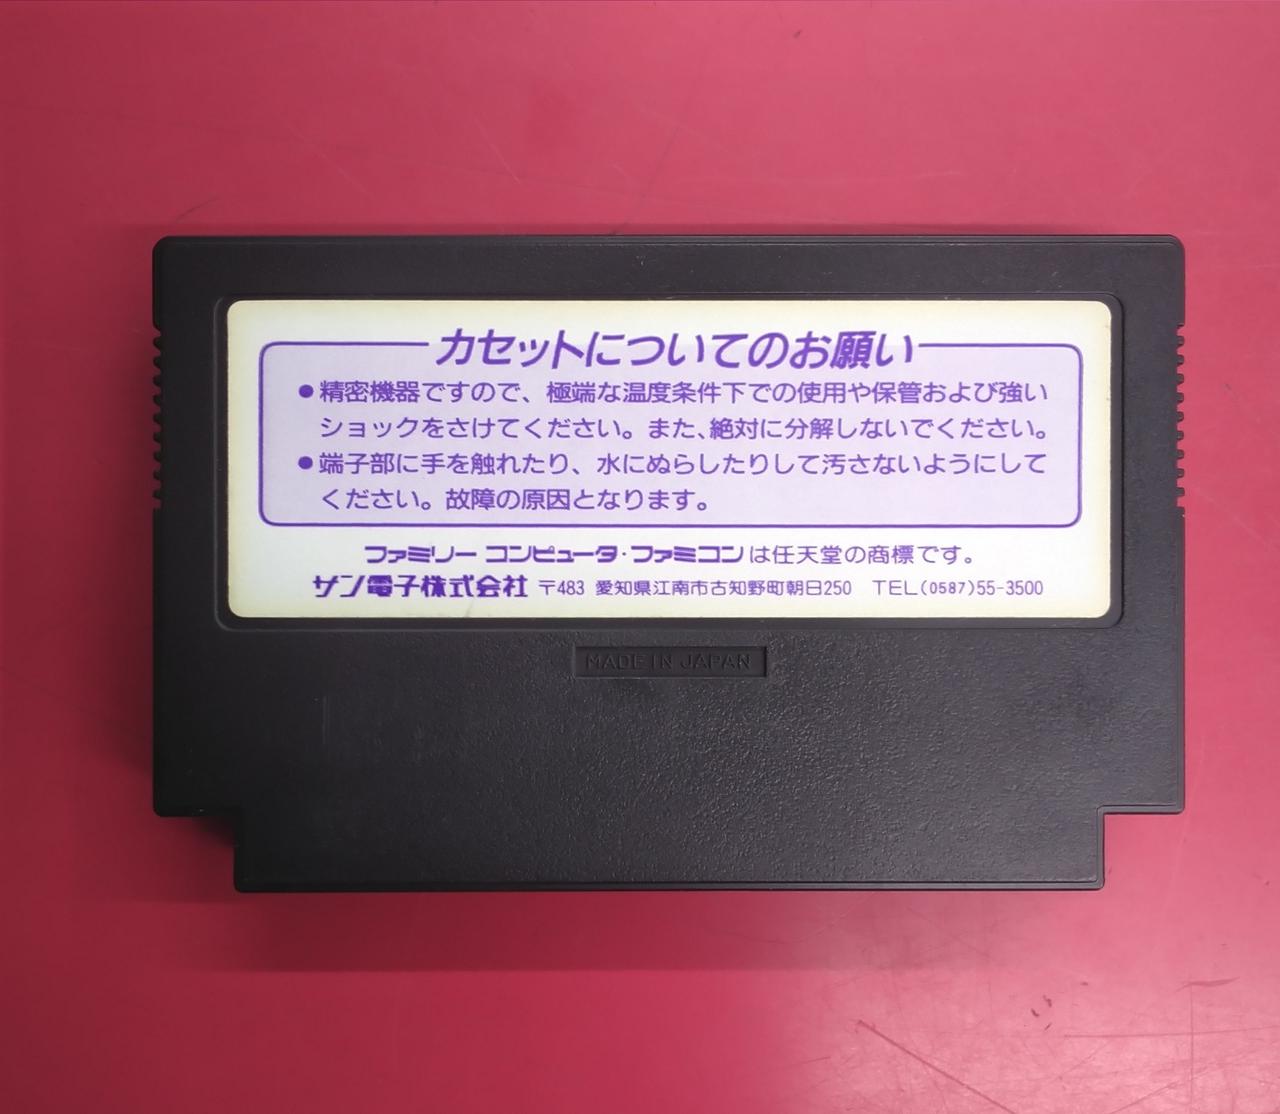 カセットについてのお願い
●精密機器ですので、極端な温度条件下での使用や保管および強い
ショックをさけてください。また、絶対に分解しないでください。
●端子部に手を触れたり、水にぬらしたりして汚さないようにして
ください。故障の原因となります。
ファミリー コンピュータ・ファミコンは任天堂の商標です。
サン電子株式会社 〒483 愛知県江南市古知野町朝日250 TEL(0587)55-3500
MADE IN JAPAN